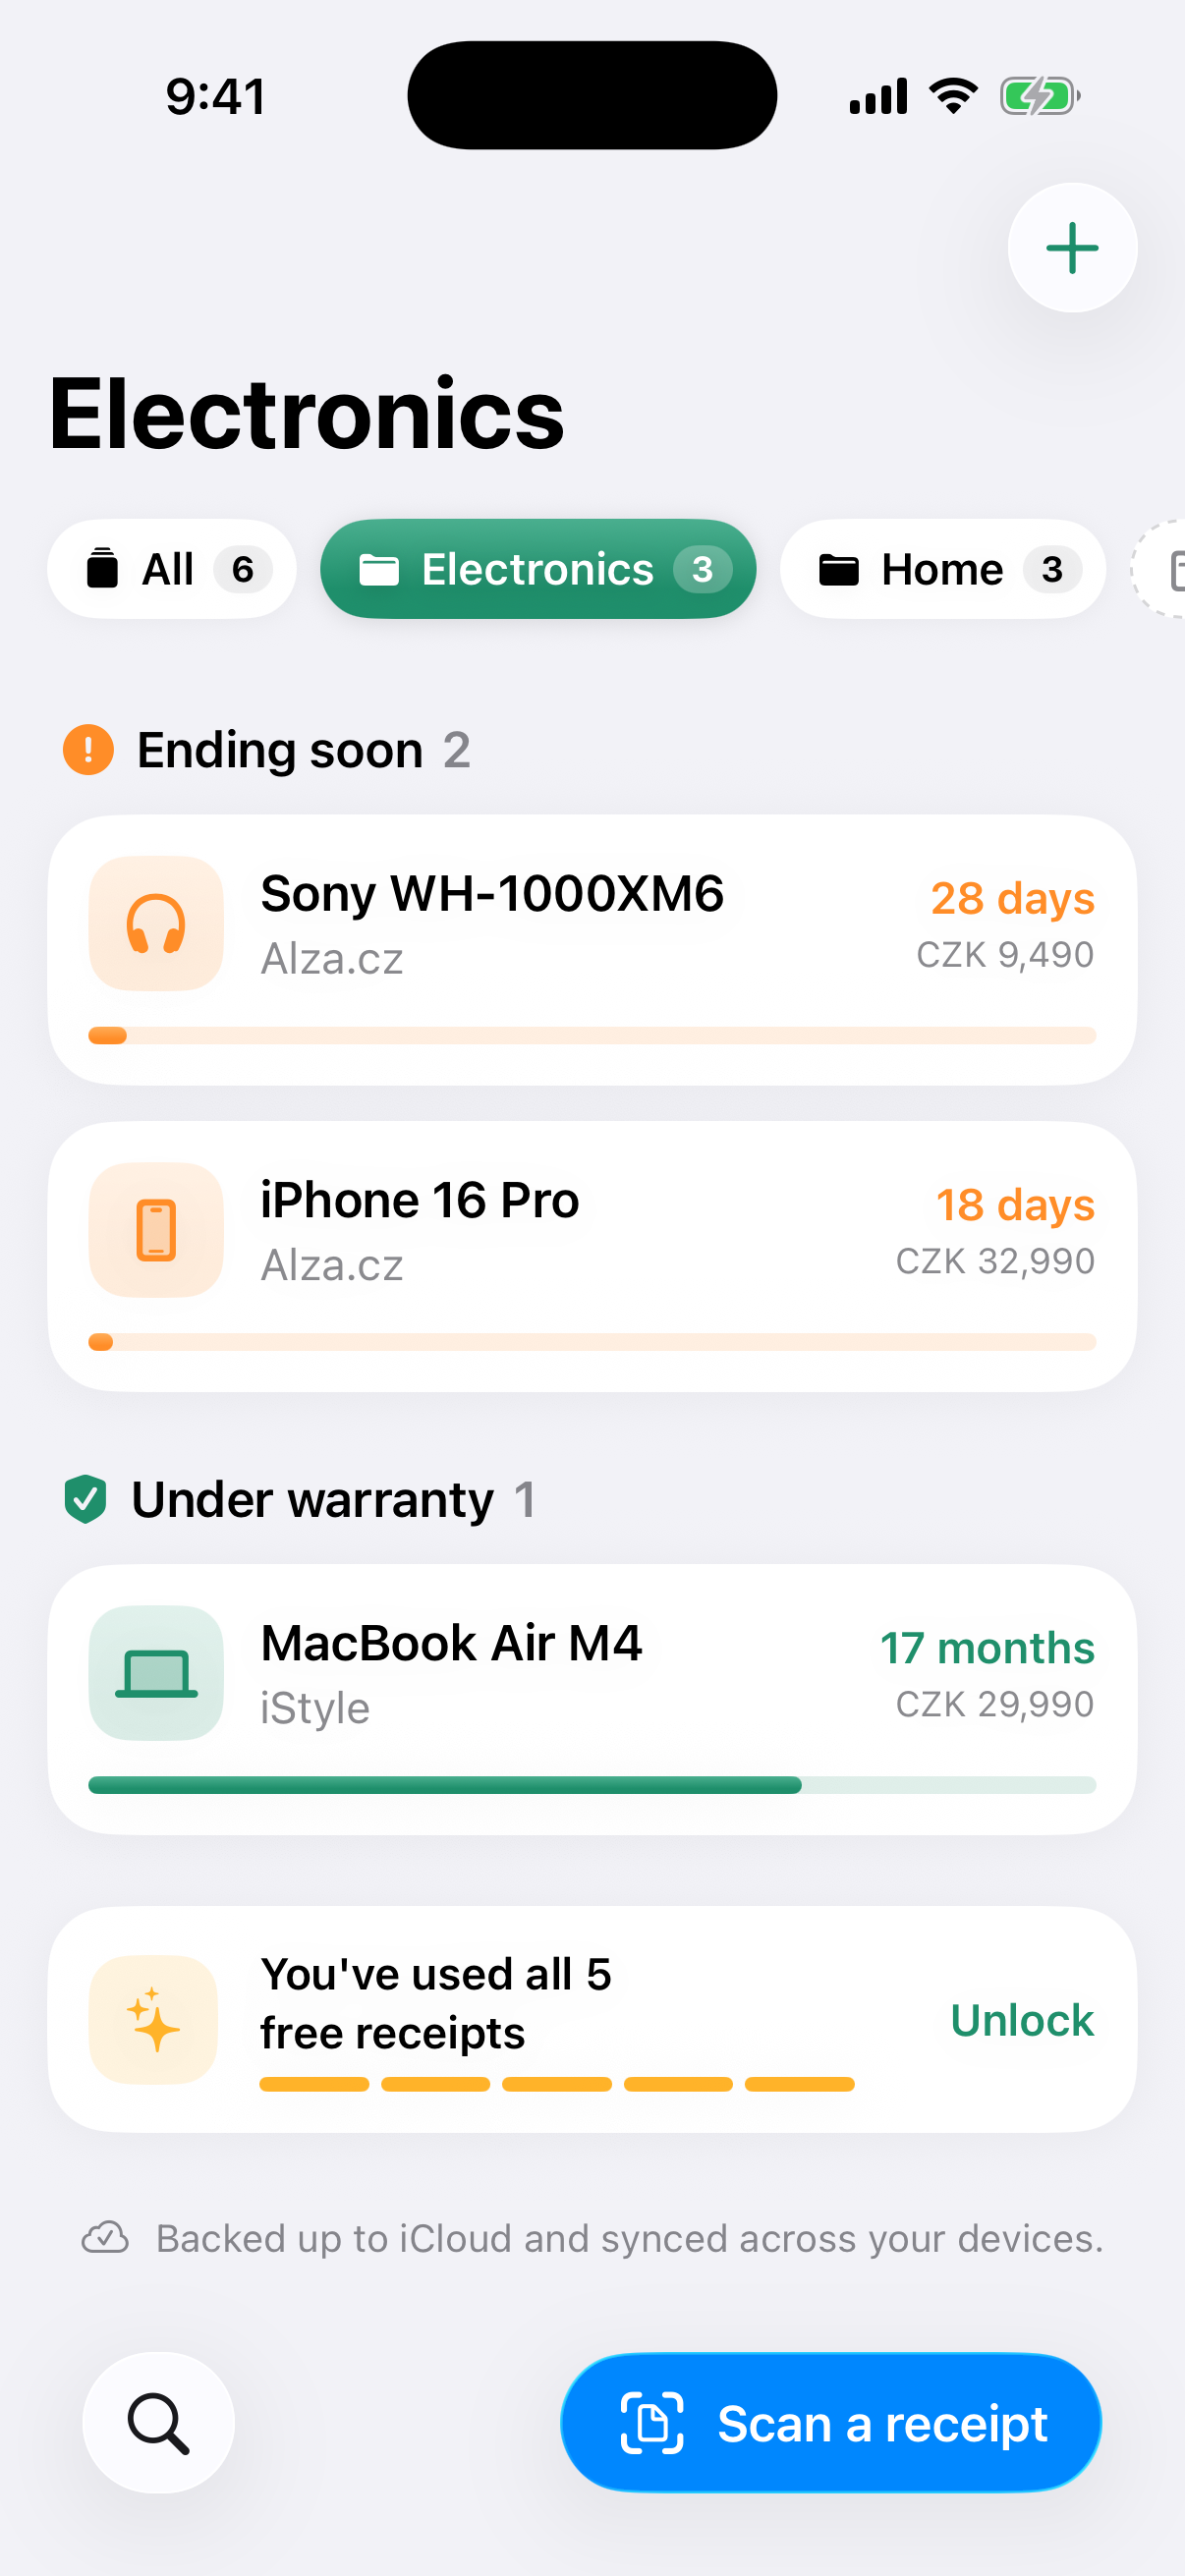 9:41
Electronics
All 6
Electronics 3
Home 3
Ending soon 2
Sony WH-1000XM6
28 days
Alza.cz
CZK 9,490
iPhone 16 Pro
18 days
Alza.cz
CZK 32,990
Under warranty 1
MacBook Air M4
17 months
iStyle
CZK 29,990
You've used all 5
free receipts
Unlock
Backed up to iCloud and synced across your devices.
Scan a receipt